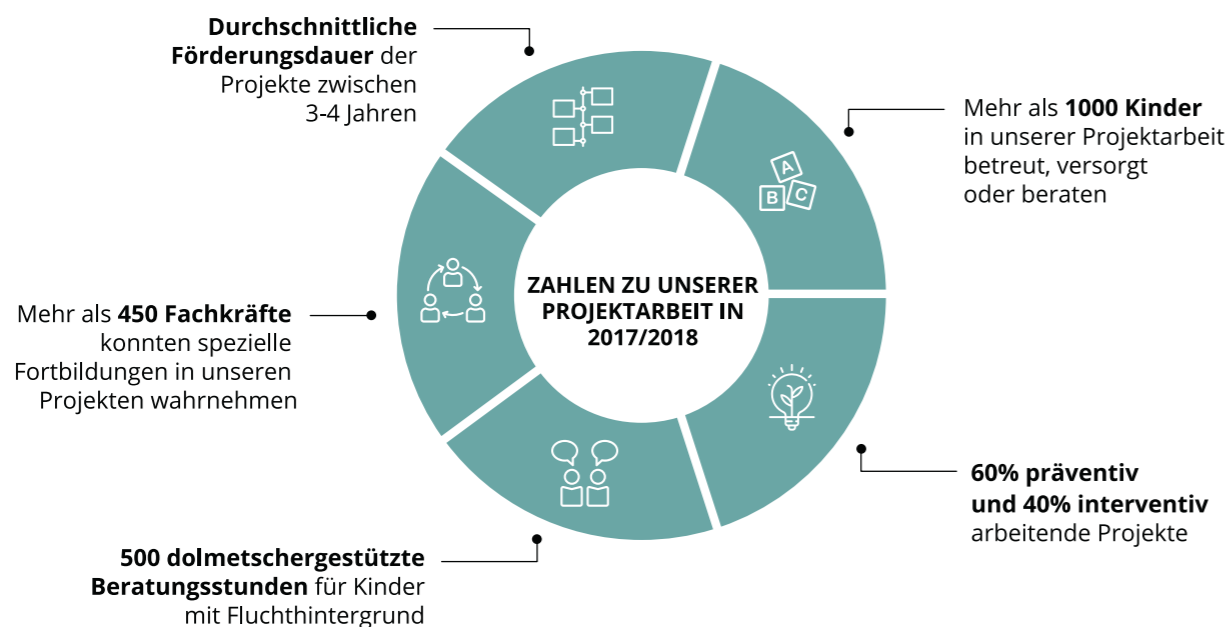 Durchschnittliche
Förderungsdauer der
Projekte zwischen
3-4 Jahren
Mehr als 1000 Kinder
in unserer Projektarbeit
betreut, versorgt
oder beraten
A
B C
ZAHLEN ZU UNSERER
PROJEKTARBEIT IN
2017/2018
Mehr als 450 Fachkräfte
konnten spezielle
Fortbildungen in unseren
Projekten wahrnehmen
60% präventiv
und 40% interventiv
arbeitende Projekte
500 dolmetschergestützte
Beratungsstunden für Kinder
mit Fluchthintergrund